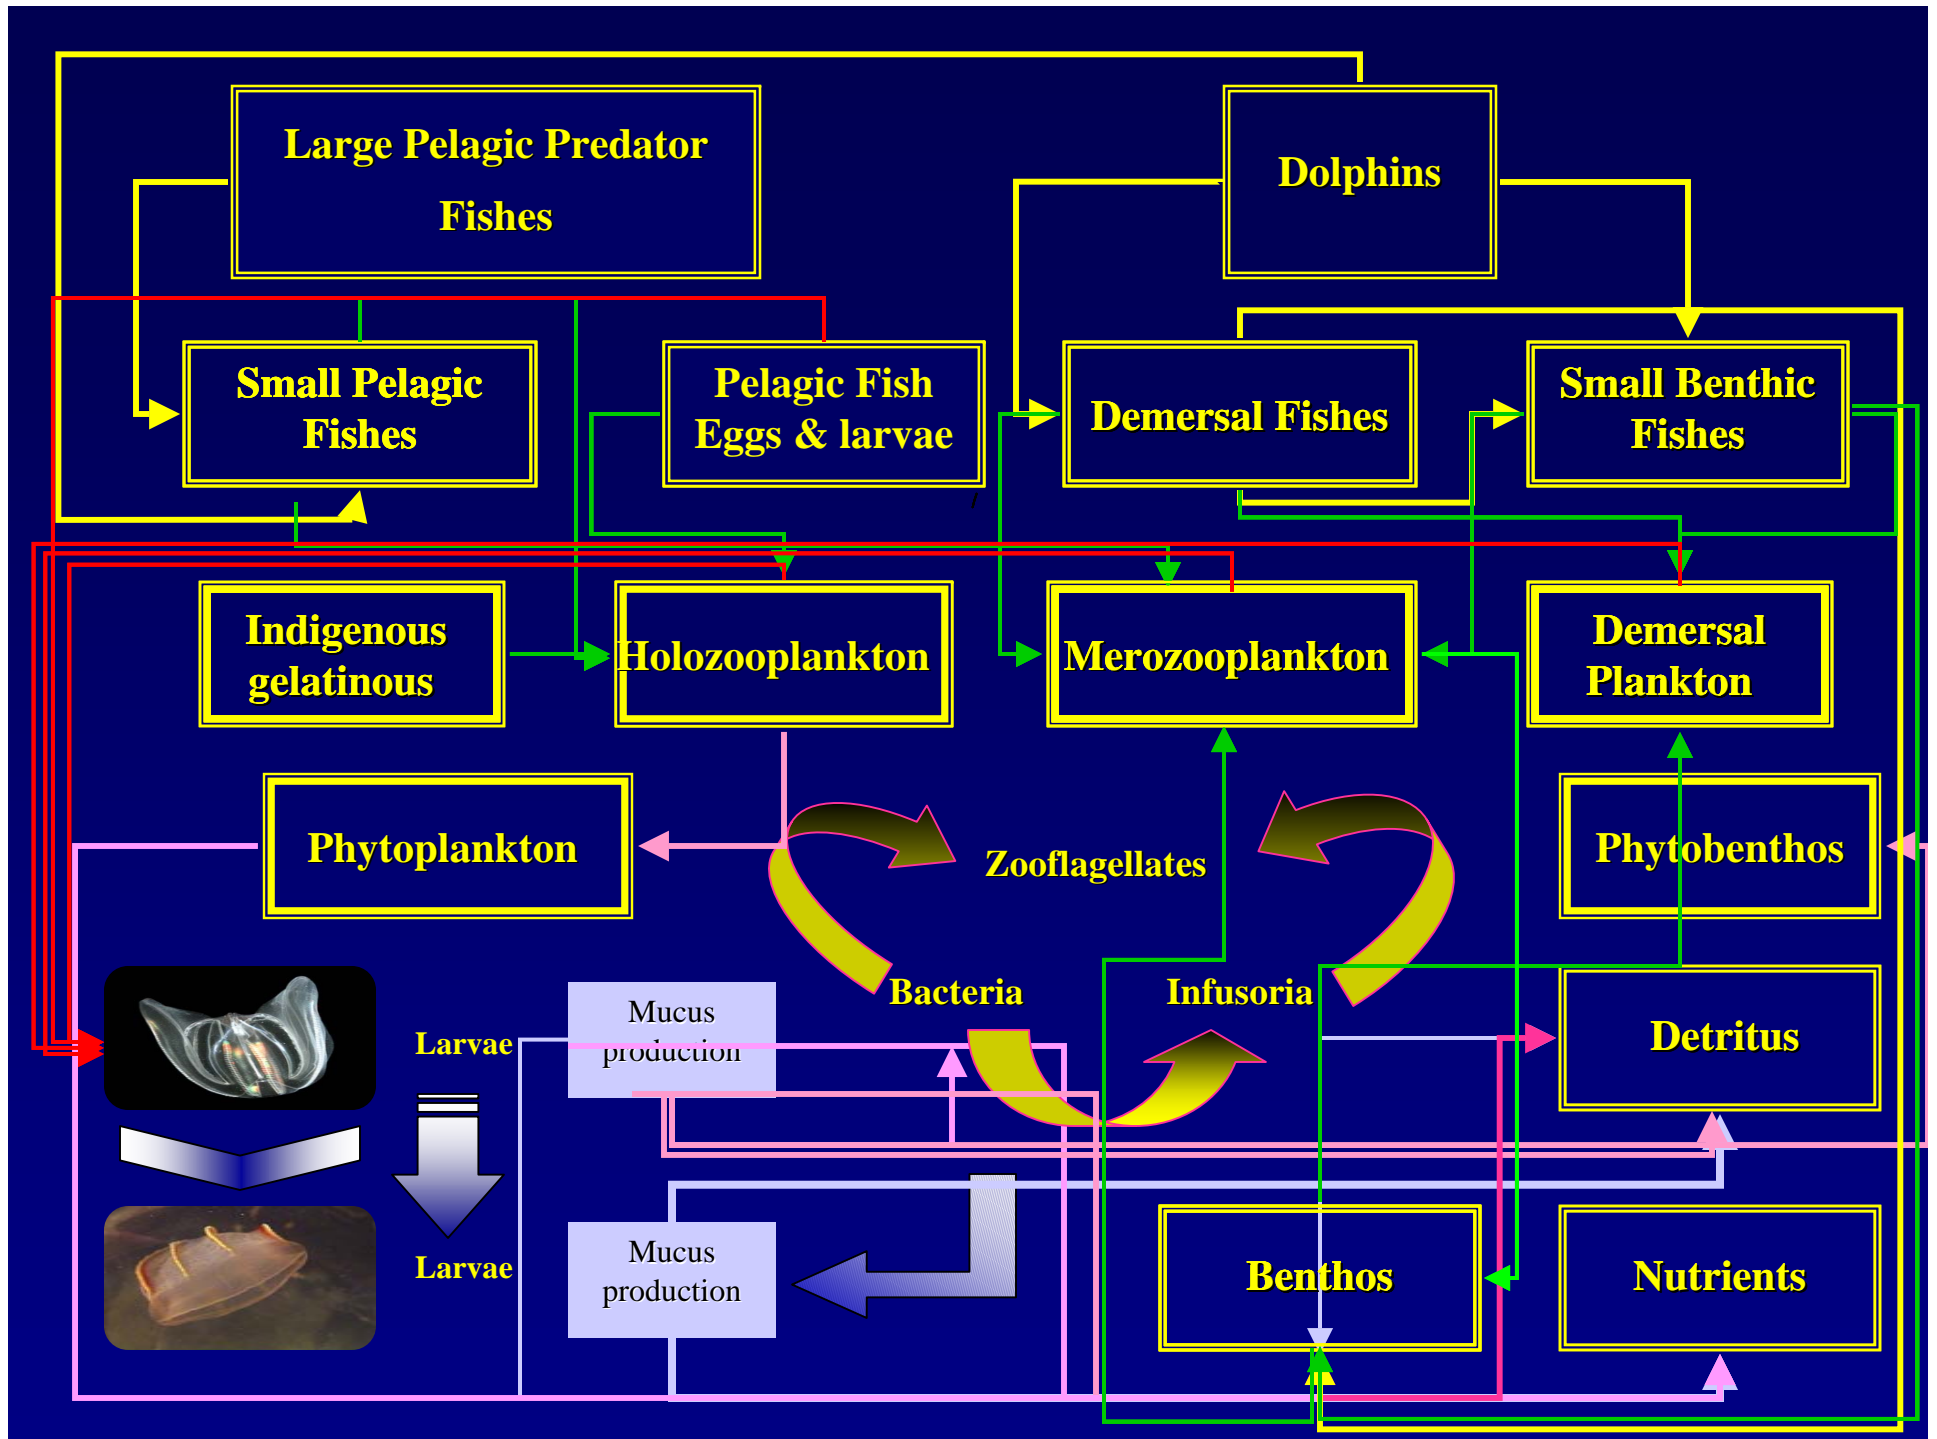 Large Pelagic Predator
Fishes
Dolphins
Small Pelagic
Fishes
Pelagic Fish
Eggs & larvae
Demersal Fishes
Small Benthic
Fishes
Indigenous
gelatinous
Holozooplankton
Merozooplankton
Demersal
Plankton
Phytoplankton
Zooflagellates
Phytobenthos
Bacteria
Infusoria
Larvae
Mucus
production
Detritus
Larvae
Mucus
production
Benthos
Nutrients